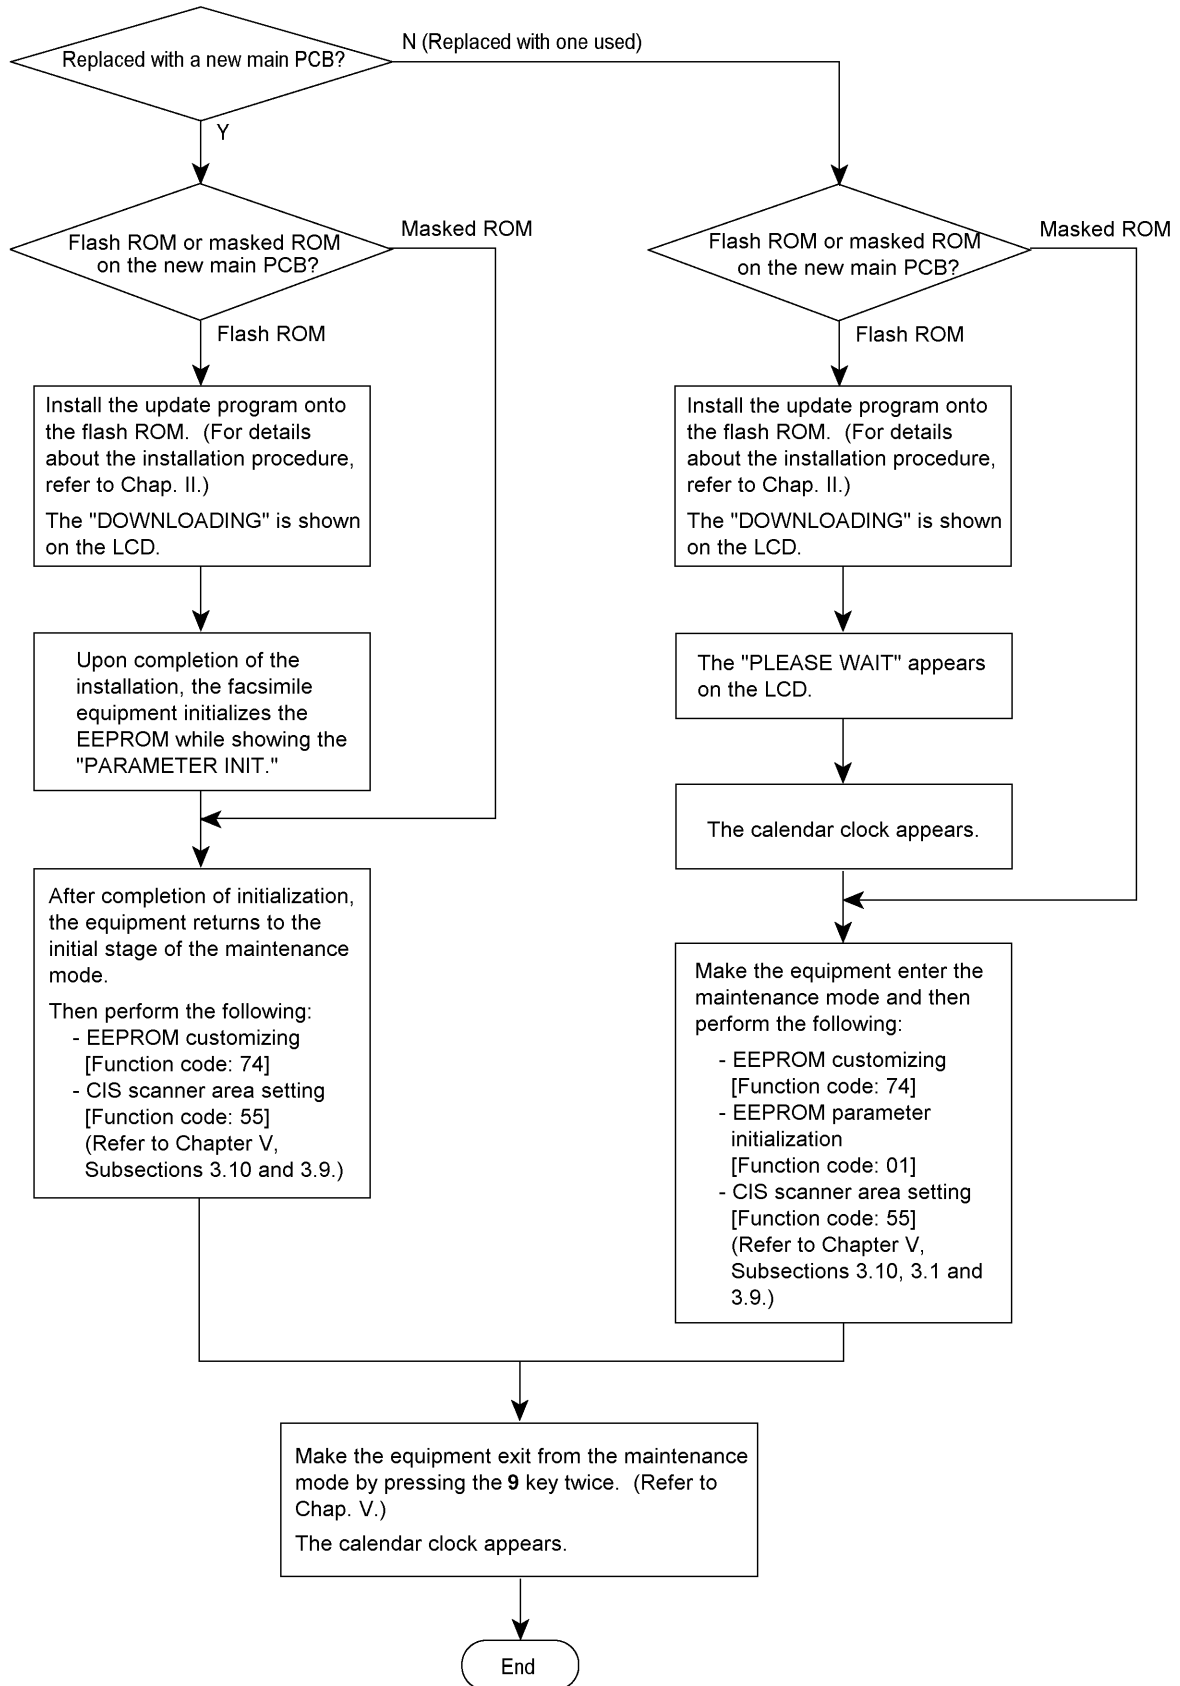 Replaced with a new main PCB?
N (Replaced with one used)
Y
Flash ROM or masked ROM
on the new main PCB?
Masked ROM
Flash ROM
Install the update program onto
the flash ROM.  (For details
about the installation procedure,
refer to Chap. II.)
The "DOWNLOADING" is shown
on the LCD.
Upon completion of the
installation, the facsimile
equipment initializes the
EEPROM while showing the
"PARAMETER INIT."
After completion of initialization,
the equipment returns to the
initial stage of the maintenance
mode.
Then perform the following:
- EEPROM customizing
[Function code: 74]
- CIS scanner area setting
[Function code: 55]
(Refer to Chapter V,
Subsections 3.10 and 3.9.)
Flash ROM or masked ROM
on the new main PCB?
Masked ROM
Flash ROM
Install the update program onto
the flash ROM.  (For details
about the installation procedure,
refer to Chap. II.)
The "DOWNLOADING" is shown
on the LCD.
The "PLEASE WAIT" appears
on the LCD.
The calendar clock appears.
Make the equipment enter the
maintenance mode and then
perform the following:
- EEPROM customizing
[Function code: 74]
- EEPROM parameter
initialization
[Function code: 01]
- CIS scanner area setting
[Function code: 55]
(Refer to Chapter V,
Subsections 3.10, 3.1 and
3.9.)
Make the equipment exit from the maintenance
mode by pressing the 9 key twice.  (Refer to
Chap. V.)
The calendar clock appears.
End